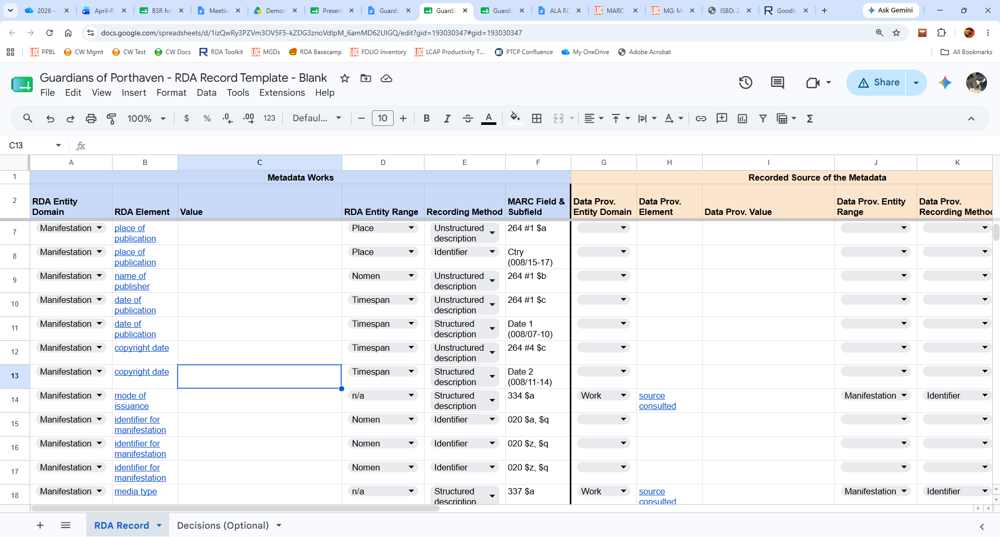 2026 -
April-R
BSR for
Meetin
Demon
Present
Guardia
Guardia
Guardia
ALA RD
MARC
MG: Ma
ISBD: 2
Goodb
Ask Gemini
docs.google.com/spreadsheets/d/1izQwRy3PZVm3OV5F5-kZDG3znoVdIpM_6amMD62UIGQ/edit?gid=193030347#gid=193030347
PPBL
CW Mgmt
CW Test
CW Docs
RDA Toolkit
MGDs
RDA Basecamp
FOLIO Inventory
LCAP Productivity T...
PTCP Confluence
My OneDrive
Adobe Acrobat
All Bookmarks
Guardians of Porthaven - RDA Record Template - Blank
File Edit View Insert Format Data Tools Extensions Help
Share
100% $ % .0 .00 123 Defaul... − 10 + B I S A Σ
C13 fx
A B C D E F G H I J K
1 Metadata Works Recorded Source of the Metadata
2 RDA Entity Domain RDA Element Value RDA Entity Range Recording Method MARC Field & Subfield Data Prov. Entity Domain Data Prov. Element Data Prov. Value Data Prov. Entity Range Data Prov. Recording Metho
7 Manifestation place of publication Place Unstructured description 264 #1 $a
8 Manifestation place of publication Place Identifier Ctry (008/15-17)
9 Manifestation name of publisher Nomen Unstructured description 264 #1 $b
10 Manifestation date of publication Timespan Unstructured description 264 #1 $c
11 Manifestation date of publication Timespan Structured description Date 1 (008/07-10)
12 Manifestation copyright date Timespan Unstructured description 264 #4 $c
13 Manifestation copyright date Timespan Structured description Date 2 (008/11-14)
14 Manifestation mode of issuance n/a Structured description 334 $a Work source consulted Manifestation Identifier
15 Manifestation identifier for manifestation Nomen Identifier 020 $a, $q
16 Manifestation identifier for manifestation Nomen Identifier 020 $z, $q
17 Manifestation identifier for manifestation Nomen Identifier 020 $z, $q
18 Manifestation media type n/a Structured description 337 $a Work source consulted Manifestation Identifier
RDA Record
Decisions (Optional)